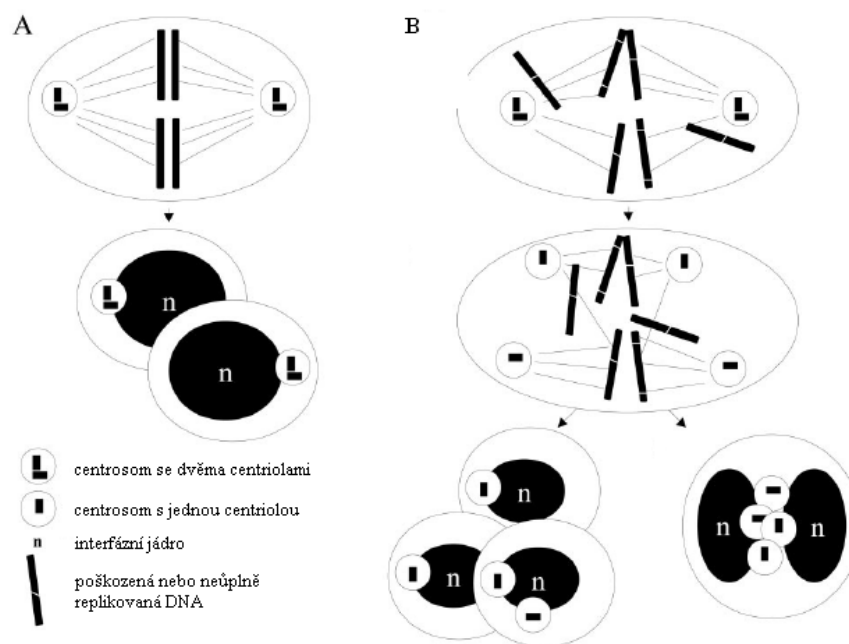 A
B
n
n
n
n
n
n
n
centrosom se dvěma centriolami
centrosom s jednou centriolou
n interfázní jádro
poškozená nebo neúplně
replikovaná DNA